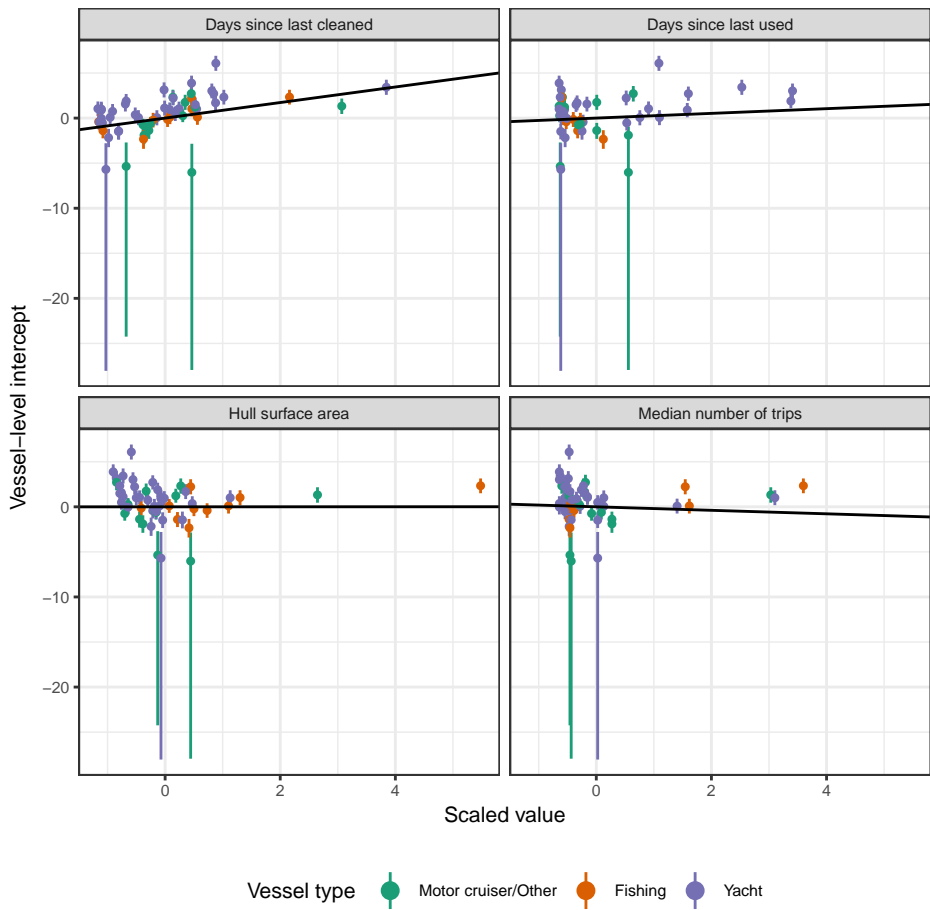 Days since last cleaned
Days since last used
0
−10
−20
Hull surface area
Median number of trips
0
−10
−20
0 2 4
0 2 4
Vessel−level intercept
Scaled value
Vessel type Motor cruiser/Other Fishing Yacht